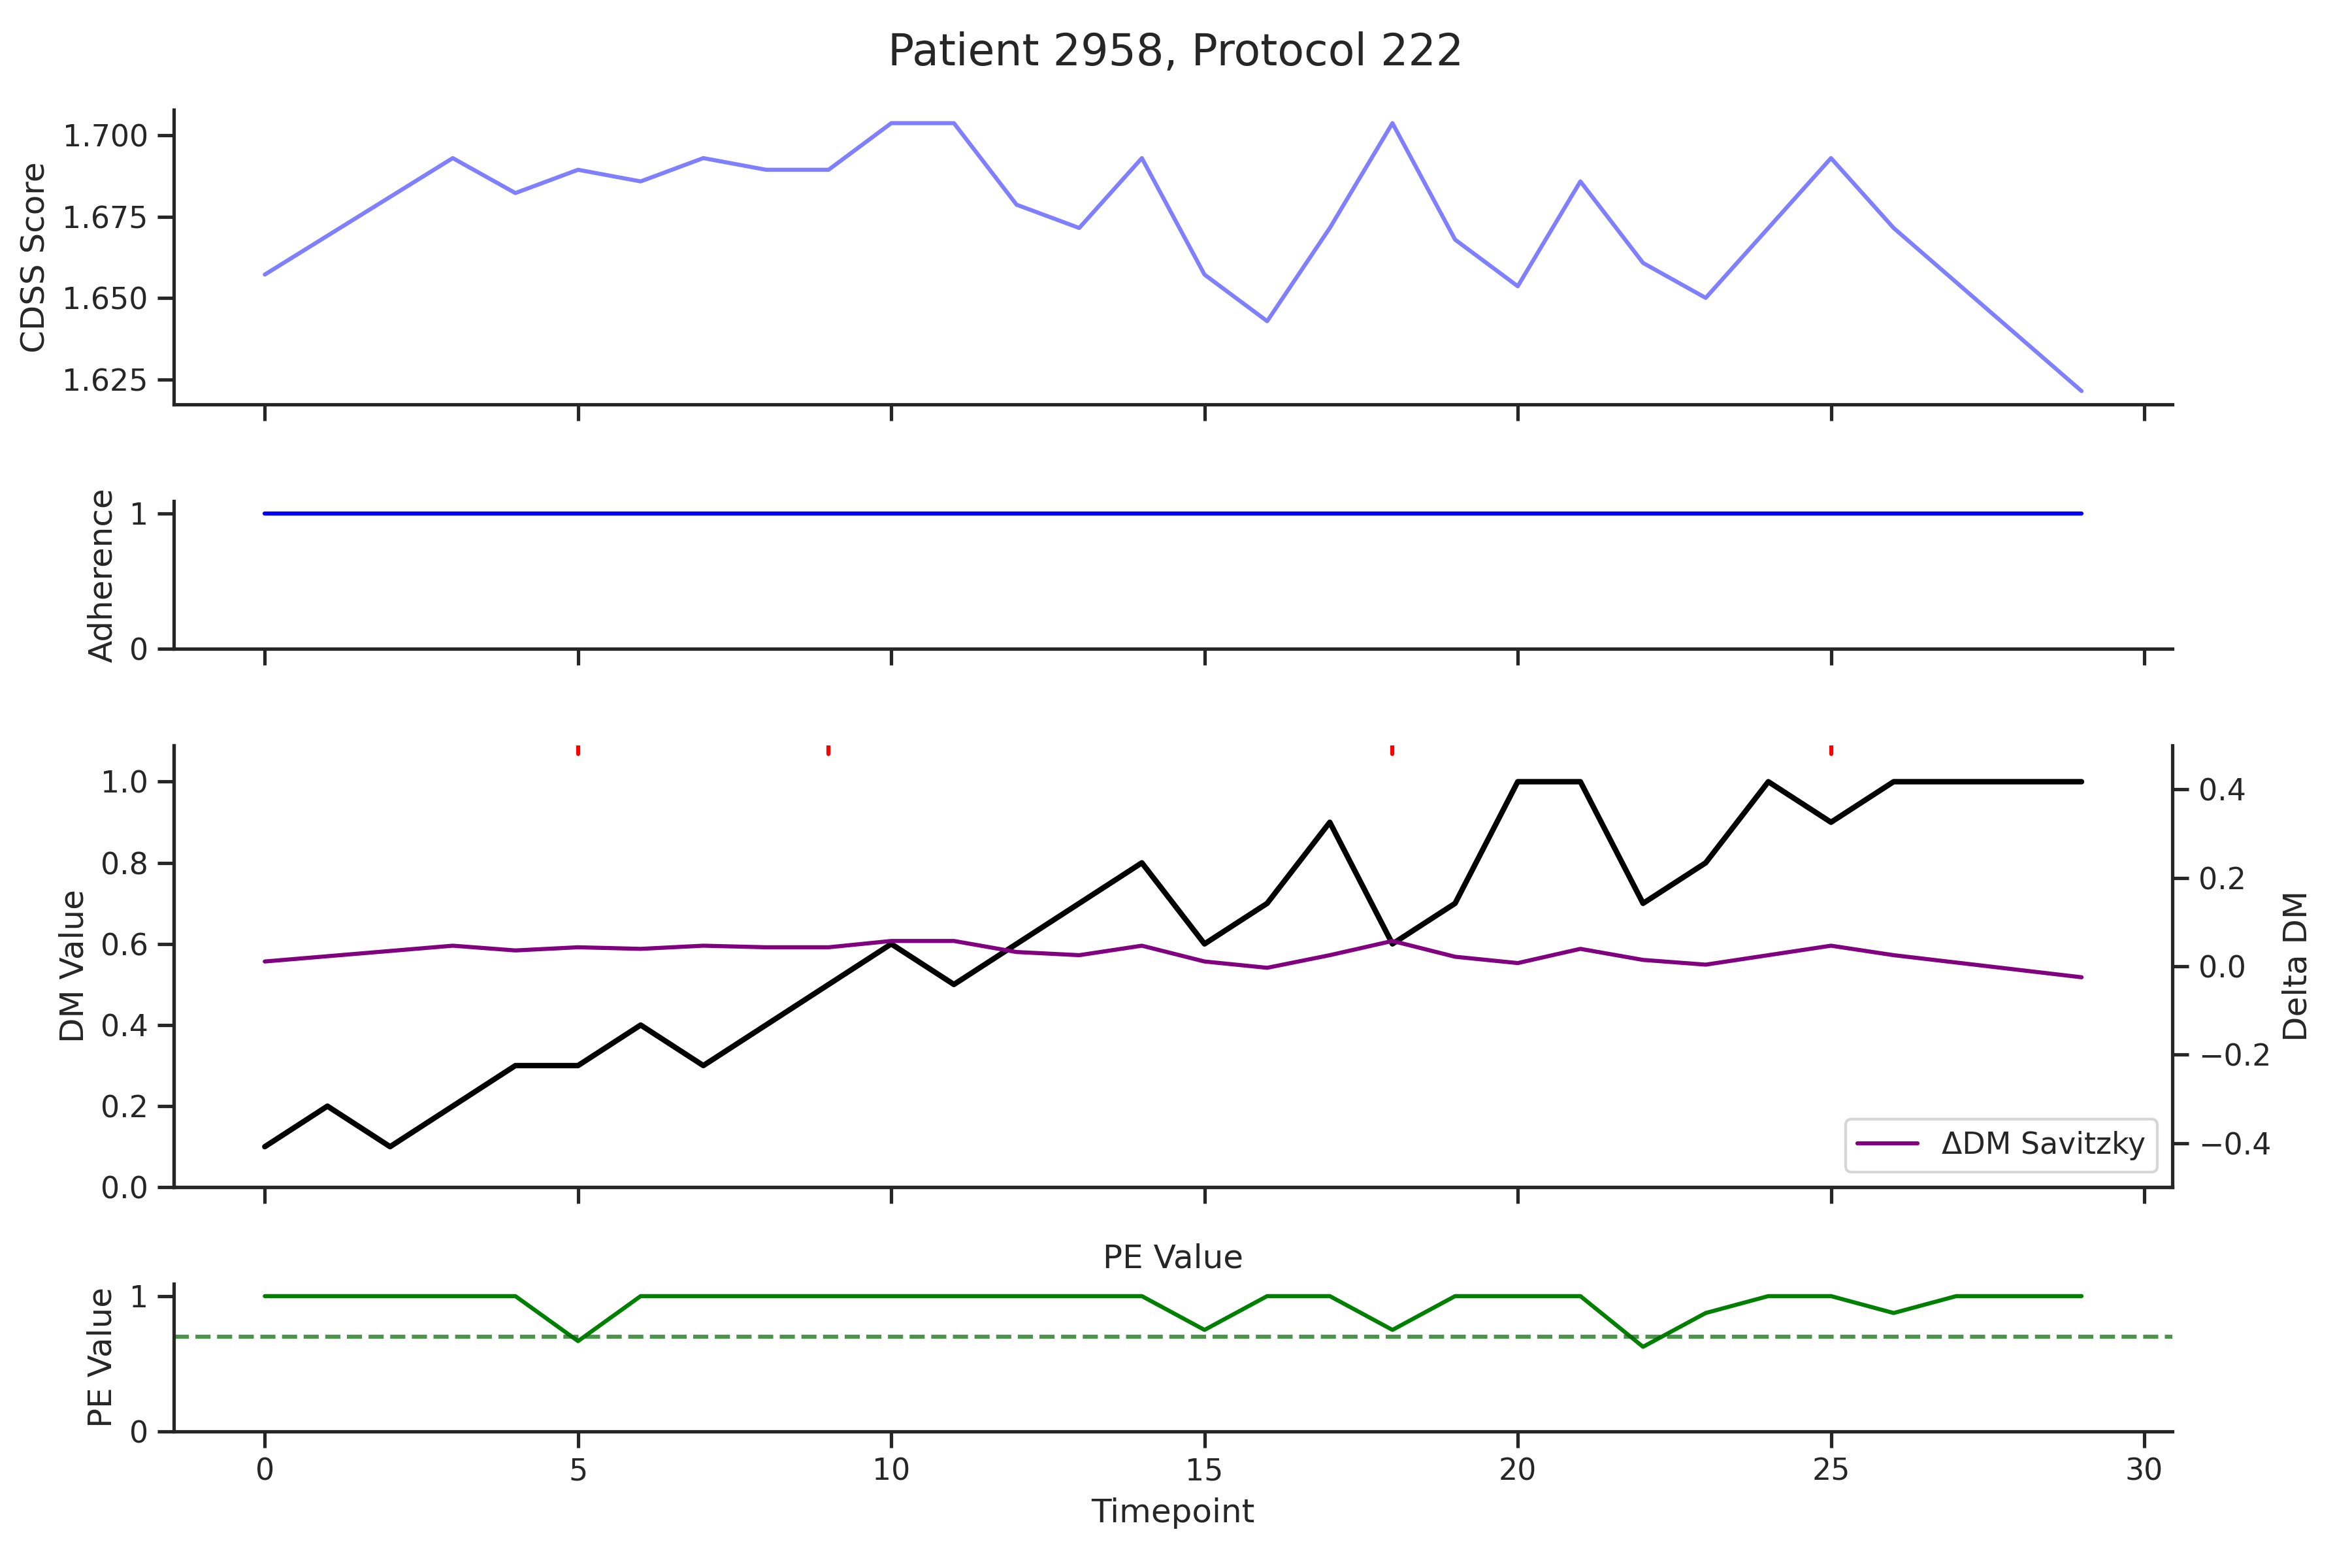 Patient 2958, Protocol 222
CDSS Score
1.700
1.675
1.650
1.625
Adherence
1
0
DM Value
1.0
0.8
0.6
0.4
0.2
0.0
0.4
0.2
0.0
−0.2
−0.4
Delta DM
ΔDM Savitzky
PE Value
PE Value
1
0
0 5 10 15 20 25 30
Timepoint